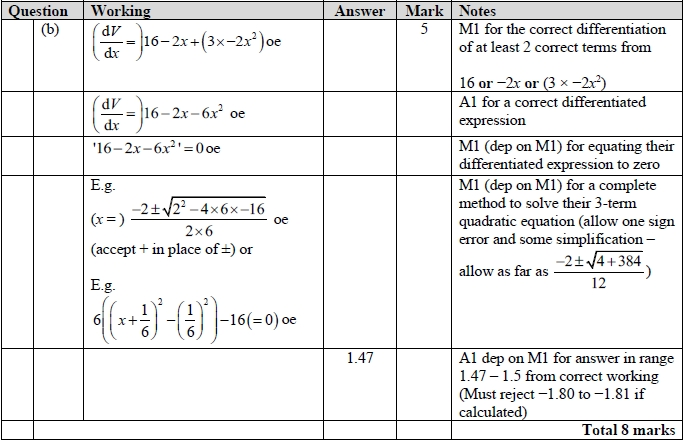 Question Working Answer Mark Notes
(b) (dV/dx =) 16 – 2x + (3×–2x²) oe 5 M1 for the correct differentiation
of at least 2 correct terms from
16 or −2x or (3 × −2x²)
(dV/dx =) 16 – 2x – 6x² oe A1 for a correct differentiated
expression
'16 – 2x – 6x²' = 0 oe M1 (dep on M1) for equating their
differentiated expression to zero
E.g. M1 (dep on M1) for a complete
(x =) (−2 ± √(2² − 4×6×−16))/(2×6) oe method to solve their 3-term
quadratic equation (allow one sign
(accept + in place of ±) or error and some simplification –
allow as far as (−2 ± √(4 + 384))/12)
E.g.
6((x + 1/6)² − (1/6)²) −16(= 0) oe
1.47 A1 dep on M1 for answer in range
1.47 – 1.5 from correct working
(Must reject −1.80 to −1.81 if
calculated)
Total 8 marks